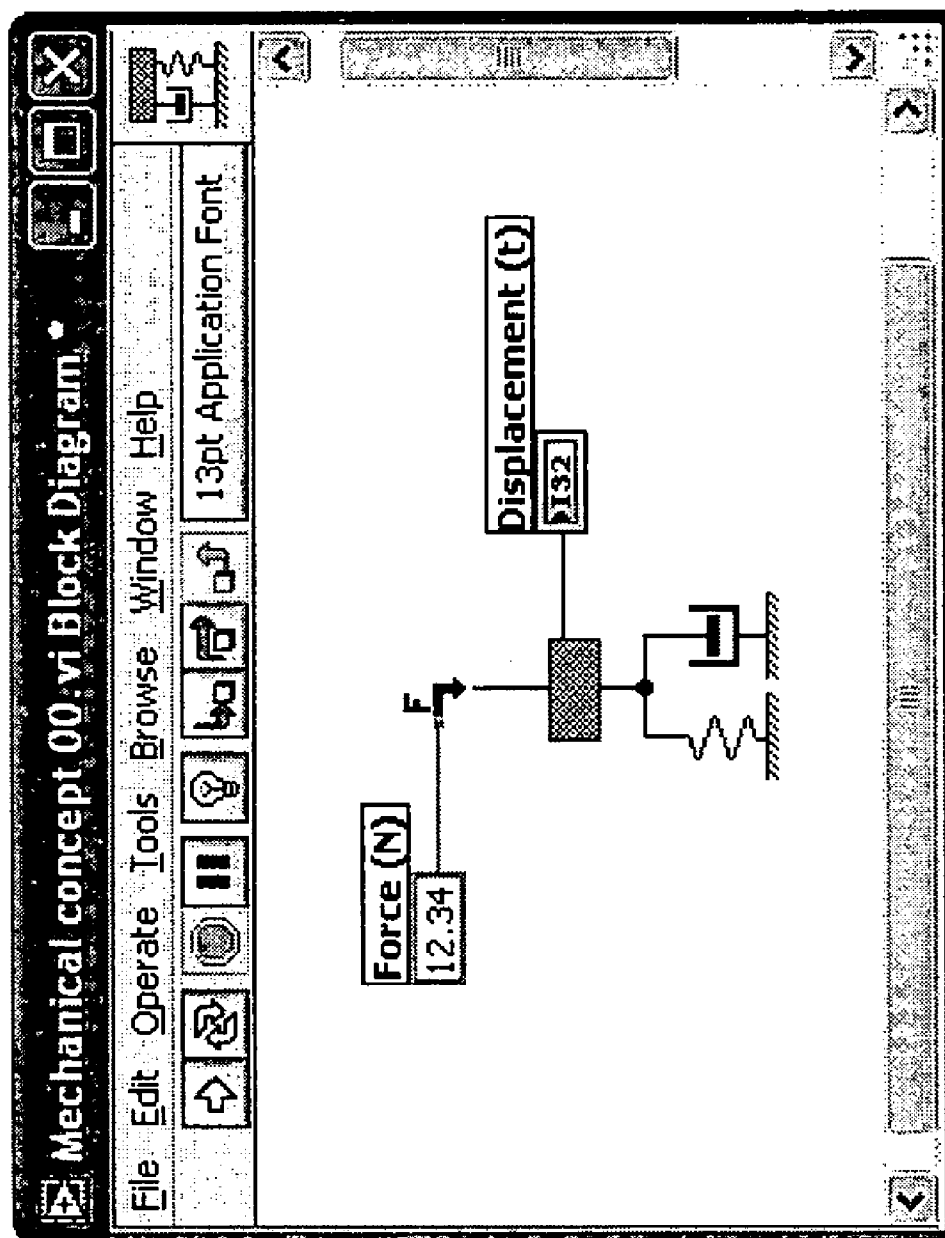 Mechanical concept 00.vi Block Diagram *
File Edit Operate Tools Browse Window Help
13pt Application Font
Force (N)
12.34
F
Displacement (t)
I32